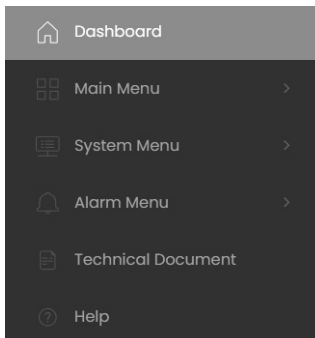 Dashboard
Main Menu
System Menu
Alarm Menu
Technical Document
Help